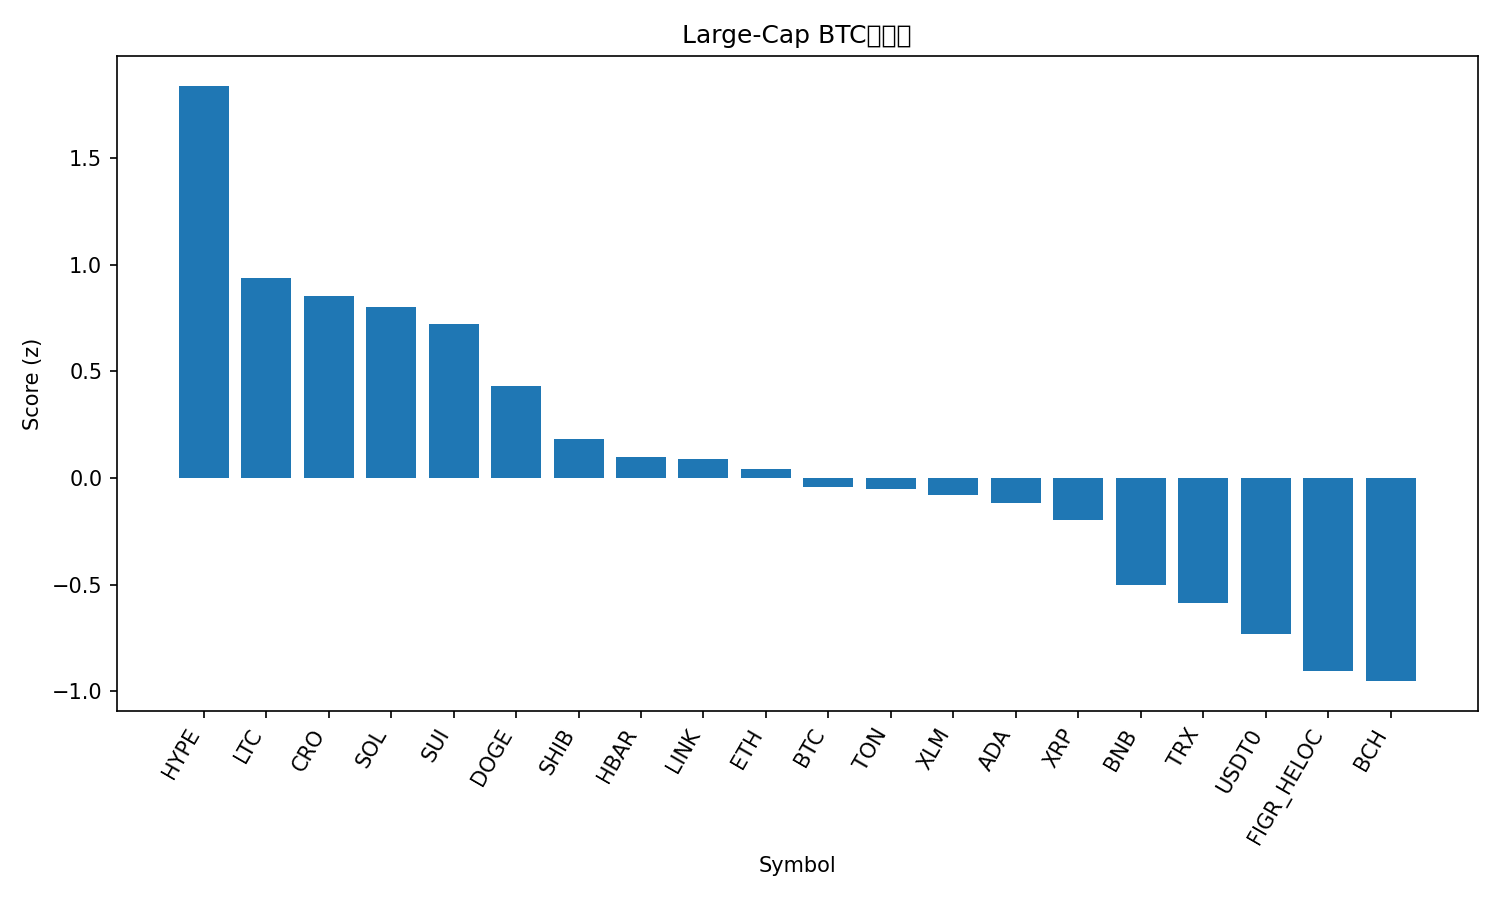 Large-Cap BTC
Score (z)
1.5
1.0
0.5
0.0
−0.5
−1.0
HYPE
LTC
CRO
SOL
SUI
DOGE
SHIB
HBAR
LINK
ETH
BTC
TON
XLM
ADA
XRP
BNB
TRX
USDT0
FIGR_HELOC
BCH
Symbol